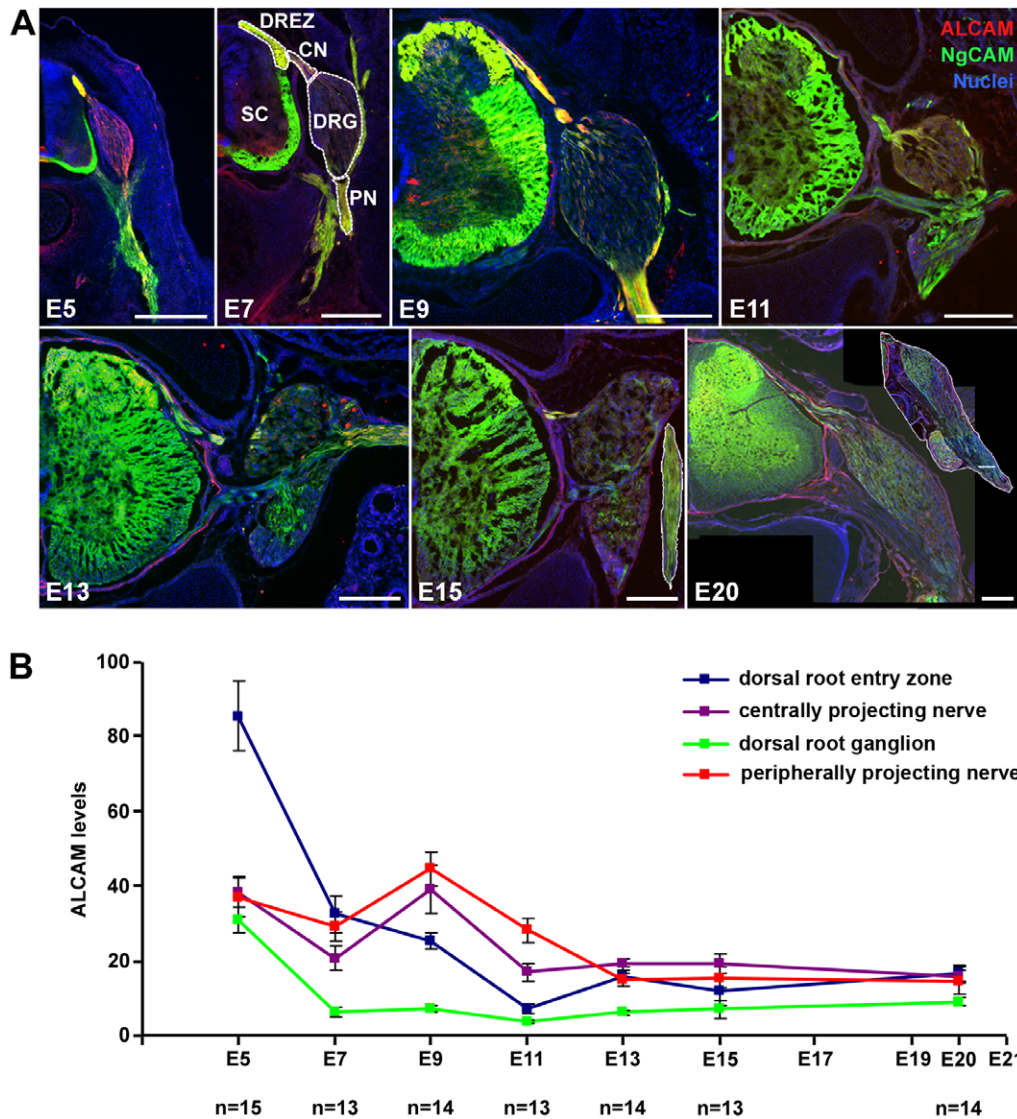 A
DREZ
CN
SC
DRG
PN
E5
E7
E9
E11
ALCAM
NgCAM
Nuclei
E13
E15
E20
B
ALCAM levels
100
80
60
40
20
0
dorsal root entry zone
centrally projecting nerve
dorsal root ganglion
peripherally projecting nerve
E5 E7 E9 E11 E13 E15 E17 E19 E20 E21
n=15 n=13 n=14 n=13 n=14 n=13 n=14